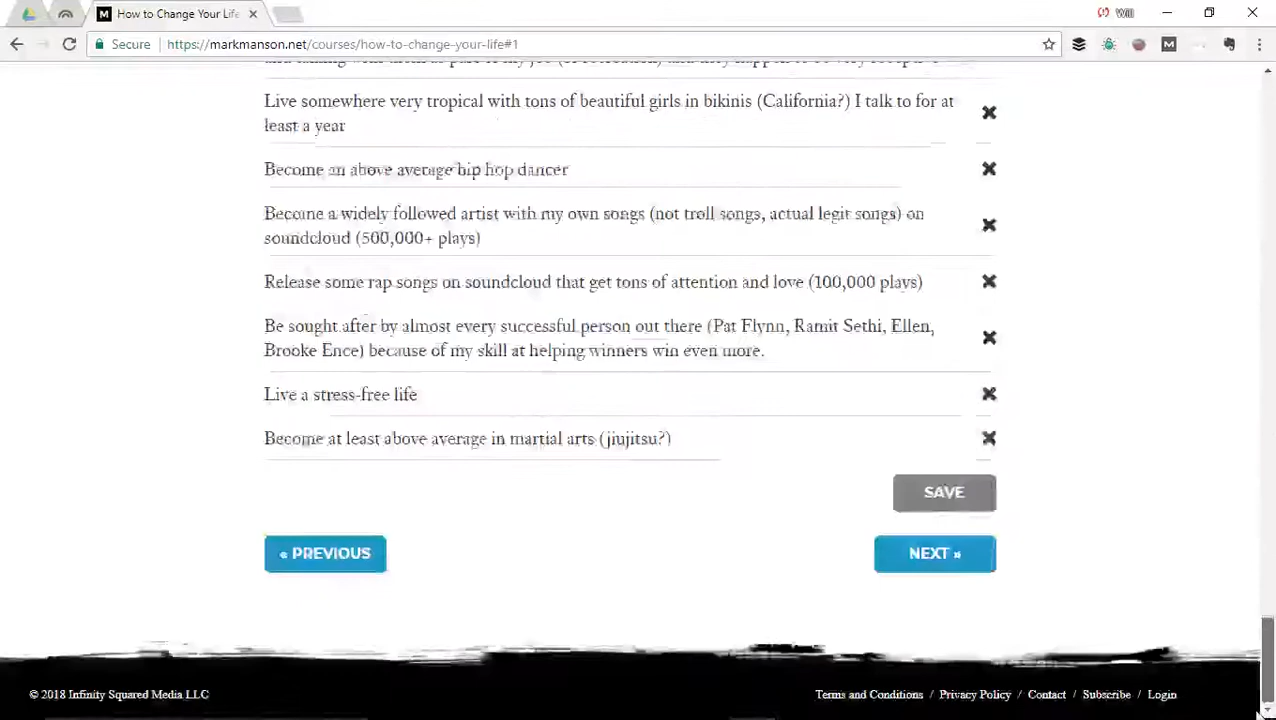 How to Change Your Life
Will
Secure
https://markmanson.net/courses/how-to-change-your-life#1
Live somewhere very tropical with tons of beautiful girls in bikinis (California?) I talk to for at
least a year
Become an above average hip hop dancer
Become a widely followed artist with my own songs (not troll songs, actual legit songs) on
soundcloud (500,000+ plays)
Release some rap songs on soundcloud that get tons of attention and love (100,000 plays)
Be sought after by almost every successful person out there (Pat Flynn, Ramit Sethi, Ellen,
Brooke Ence) because of my skill at helping winners win even more.
Live a stress-free life
Become at least above average in martial arts (jiujitsu?)
SAVE
« PREVIOUS
NEXT »
© 2018 Infinity Squared Media LLC
Terms and Conditions / Privacy Policy / Contact / Subscribe / Login